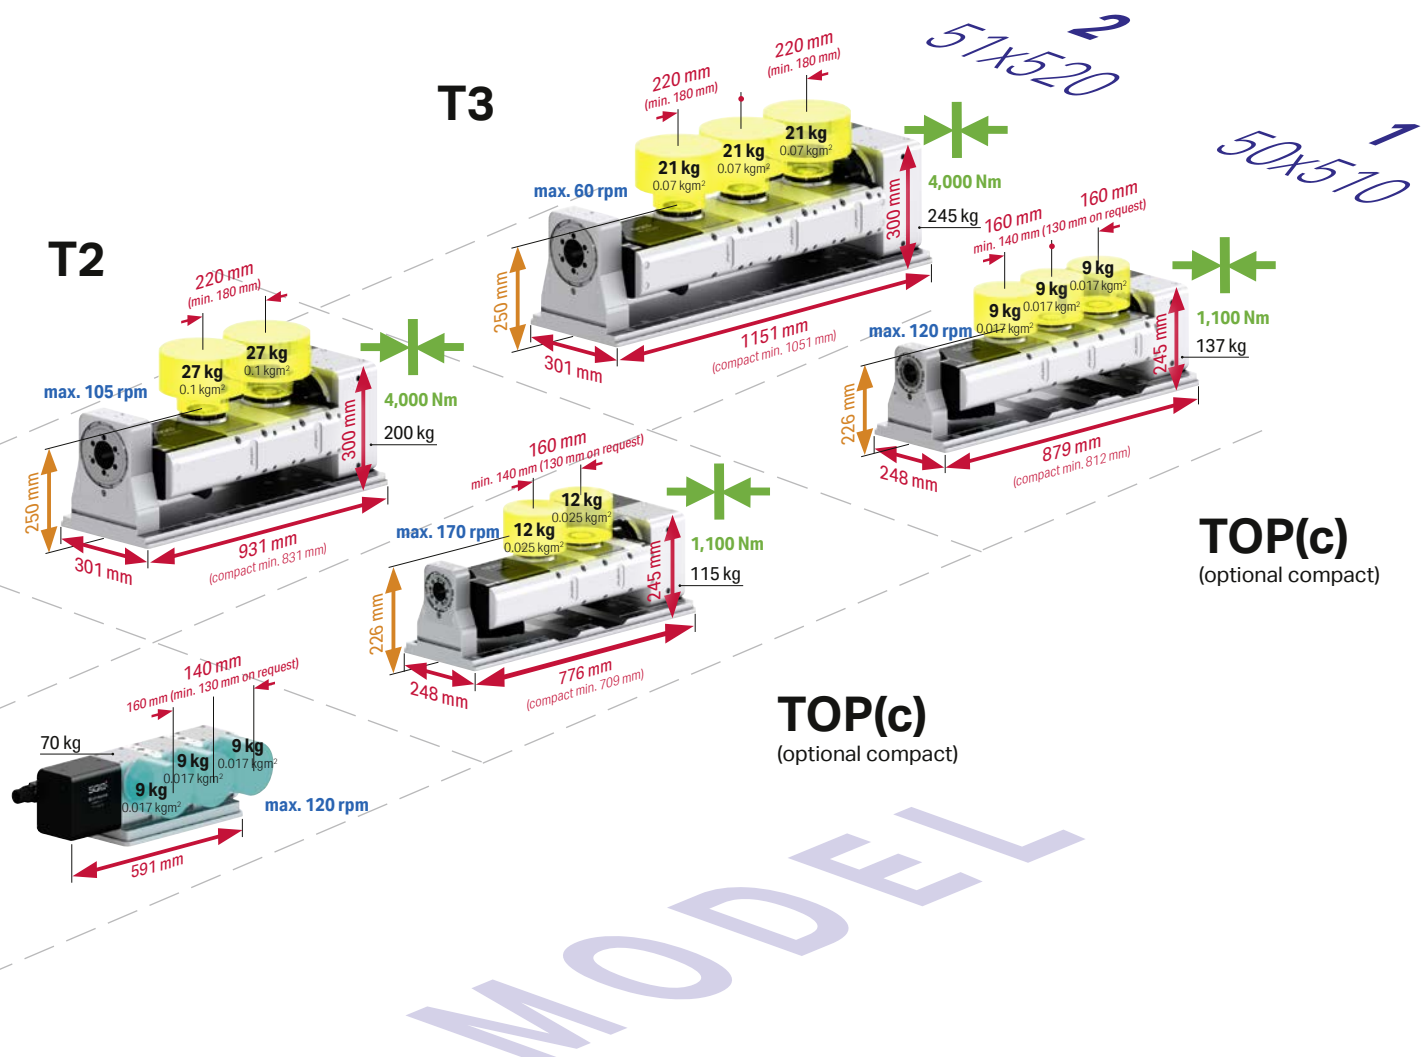 2
51x520
1
50x510
T3
220 mm
(min. 180 mm)
220 mm
(min. 180 mm)
21 kg
0.07 kgm²
21 kg
0.07 kgm²
21 kg
0.07 kgm²
max. 60 rpm
4,000 Nm
245 kg
300 mm
250 mm
301 mm
1151 mm
(compact min. 1051 mm)
160 mm
160 mm
min. 140 mm (130 mm on request)
9 kg
0.017 kgm²
9 kg
0.017 kgm²
9 kg
0.017 kgm²
max. 120 rpm
1,100 Nm
137 kg
245 mm
226 mm
248 mm
879 mm
(compact min. 812 mm)
TOP(c)
(optional compact)
T2
220 mm
(min. 180 mm)
27 kg
0.1 kgm²
27 kg
0.1 kgm²
max. 105 rpm
4,000 Nm
200 kg
300 mm
250 mm
301 mm
931 mm
(compact min. 831 mm)
160 mm
min. 140 mm (130 mm on request)
12 kg
0.025 kgm²
12 kg
0.025 kgm²
max. 170 rpm
1,100 Nm
115 kg
245 mm
226 mm
248 mm
776 mm
(compact min. 709 mm)
TOP(c)
(optional compact)
140 mm
160 mm (min. 130 mm on request)
70 kg
9 kg
0.017 kgm²
9 kg
0.017 kgm²
9 kg
0.017 kgm²
max. 120 rpm
591 mm
MODEL